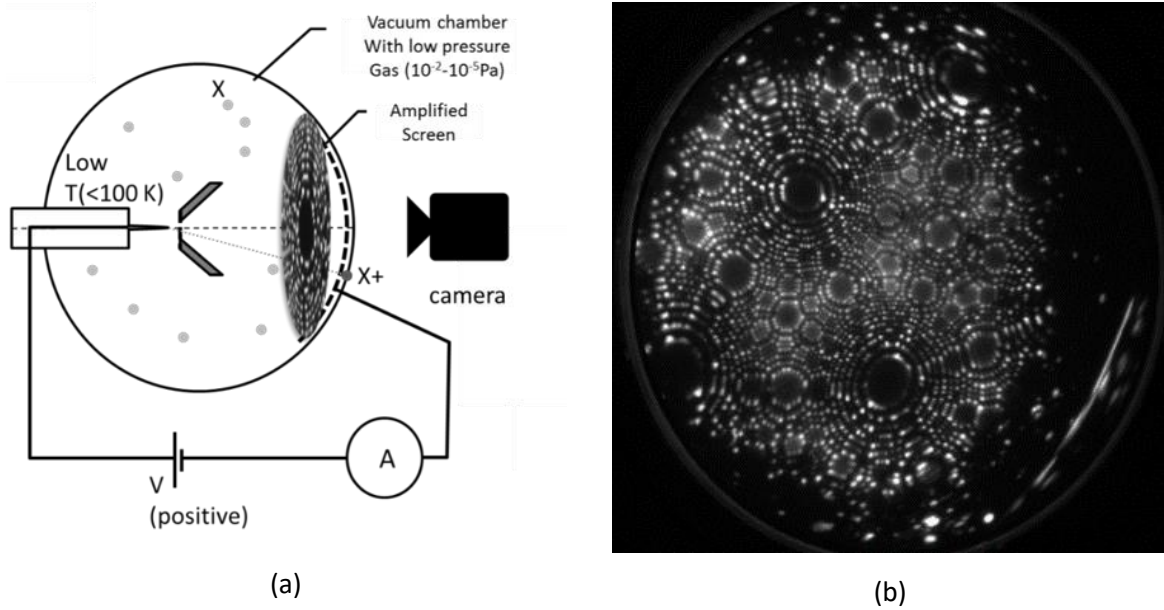 Vacuum chamber
With low pressure
Gas (10⁻²-10⁻⁵Pa)
X
Amplified
Screen
Low
T(<100 K)
X+
camera
A
V
(positive)
(a)
(b)